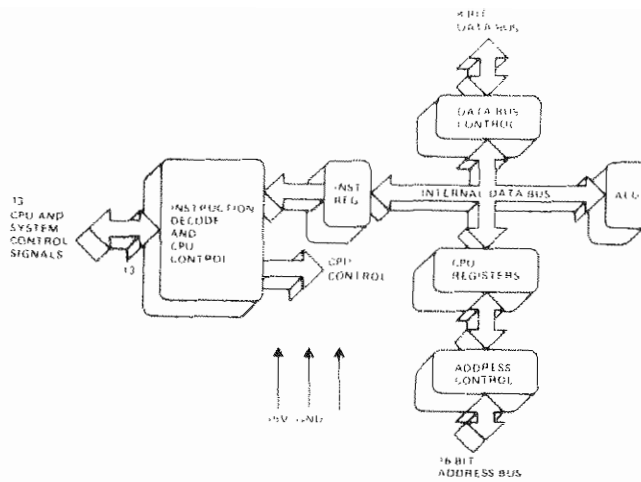 8 BIT
DATA BUS
DATA BUS
CONTROL
13
CPU AND
SYSTEM
CONTROL
SIGNALS
13
INSTRUCTION
DECODE
AND
CPU
CONTROL
INST
REG
INTERNAL DATA BUS
CPU
CONTROL
CPU
REGISTERS
ADDRESS
CONTROL
+5V GND
16 BIT
ADDRESS BUS